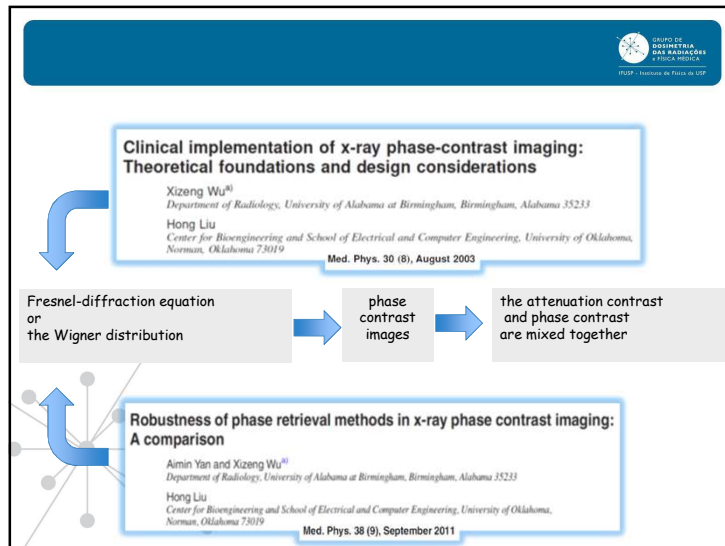 GRUPO DE
DOSIMETRIA
DAS RADIAÇÕES
e FÍSICA MÉDICA
IFUSP - Instituto de Física da USP
Clinical implementation of x-ray phase-contrast imaging:
Theoretical foundations and design considerations
Xizeng Wuᵃ⁾
Department of Radiology, University of Alabama at Birmingham, Birmingham, Alabama 35233
Hong Liu
Center for Bioengineering and School of Electrical and Computer Engineering, University of Oklahoma,
Norman, Oklahoma 73019
Med. Phys. 30 (8), August 2003
Fresnel-diffraction equation
or
the Wigner distribution
phase
contrast
images
the attenuation contrast
and phase contrast
are mixed together
Robustness of phase retrieval methods in x-ray phase contrast imaging:
A comparison
Aimin Yan and Xizeng Wuᵃ⁾
Department of Radiology, University of Alabama at Birmingham, Birmingham, Alabama 35233
Hong Liu
Center for Bioengineering and School of Electrical and Computer Engineering, University of Oklahoma,
Norman, Oklahoma 73019
Med. Phys. 38 (9), September 2011